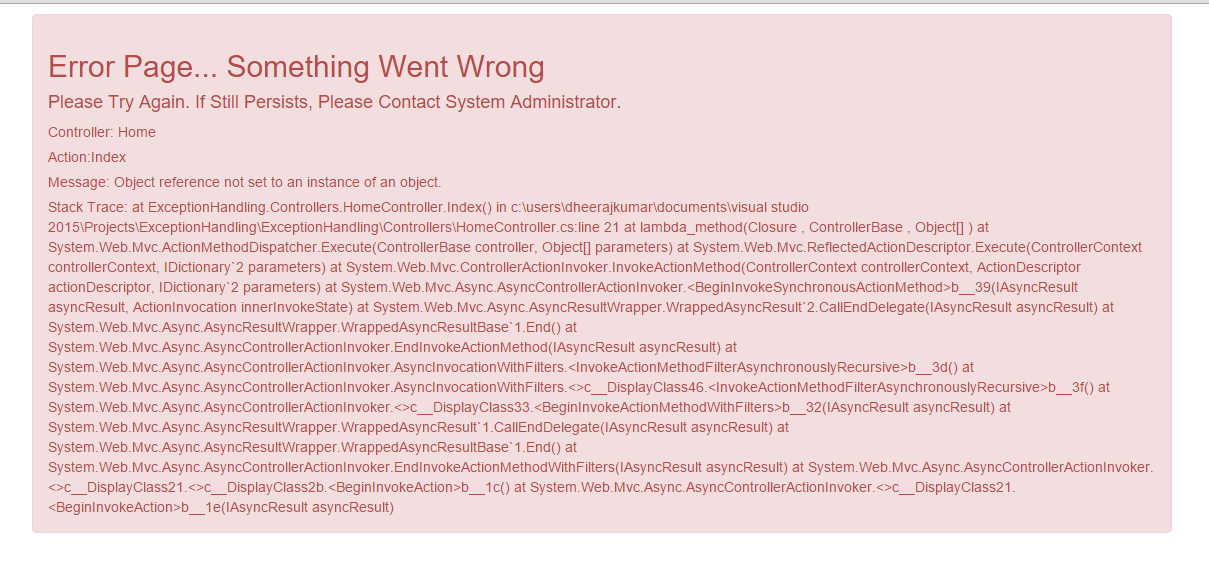 Error Page... Something Went Wrong
Please Try Again. If Still Persists, Please Contact System Administrator.
Controller: Home
Action:Index
Message: Object reference not set to an instance of an object.
Stack Trace: at ExceptionHandling.Controllers.HomeController.Index() in c:\users\dheerajkumar\documents\visual studio
2015\Projects\ExceptionHandling\ExceptionHandling\Controllers\HomeController.cs:line 21 at lambda_method(Closure , ControllerBase , Object[] ) at
System.Web.Mvc.ActionMethodDispatcher.Execute(ControllerBase controller, Object[] parameters) at System.Web.Mvc.ReflectedActionDescriptor.Execute(ControllerContext
controllerContext, IDictionary`2 parameters) at System.Web.Mvc.ControllerActionInvoker.InvokeActionMethod(ControllerContext controllerContext, ActionDescriptor
actionDescriptor, IDictionary`2 parameters) at System.Web.Mvc.Async.AsyncControllerActionInvoker.<BeginInvokeSynchronousActionMethod>b__39(IAsyncResult
asyncResult, ActionInvocation innerInvokeState) at System.Web.Mvc.Async.AsyncResultWrapper.WrappedAsyncResult`2.CallEndDelegate(IAsyncResult asyncResult) at
System.Web.Mvc.Async.AsyncResultWrapper.WrappedAsyncResultBase`1.End() at
System.Web.Mvc.Async.AsyncControllerActionInvoker.EndInvokeActionMethod(IAsyncResult asyncResult) at
System.Web.Mvc.Async.AsyncControllerActionInvoker.AsyncInvocationWithFilters.<InvokeActionMethodFilterAsynchronouslyRecursive>b__3d() at
System.Web.Mvc.Async.AsyncControllerActionInvoker.AsyncInvocationWithFilters.<>c__DisplayClass46.<InvokeActionMethodFilterAsynchronouslyRecursive>b__3f() at
System.Web.Mvc.Async.AsyncControllerActionInvoker.<>c__DisplayClass33.<BeginInvokeActionMethodWithFilters>b__32(IAsyncResult asyncResult) at
System.Web.Mvc.Async.AsyncResultWrapper.WrappedAsyncResult`1.CallEndDelegate(IAsyncResult asyncResult) at
System.Web.Mvc.Async.AsyncResultWrapper.WrappedAsyncResultBase`1.End() at
System.Web.Mvc.Async.AsyncControllerActionInvoker.EndInvokeActionMethodWithFilters(IAsyncResult asyncResult) at System.Web.Mvc.Async.AsyncControllerActionInvoker.
<>c__DisplayClass21.<>c__DisplayClass2b.<BeginInvokeAction>b__1c() at System.Web.Mvc.Async.AsyncControllerActionInvoker.<>c__DisplayClass21.
<BeginInvokeAction>b__1e(IAsyncResult asyncResult)